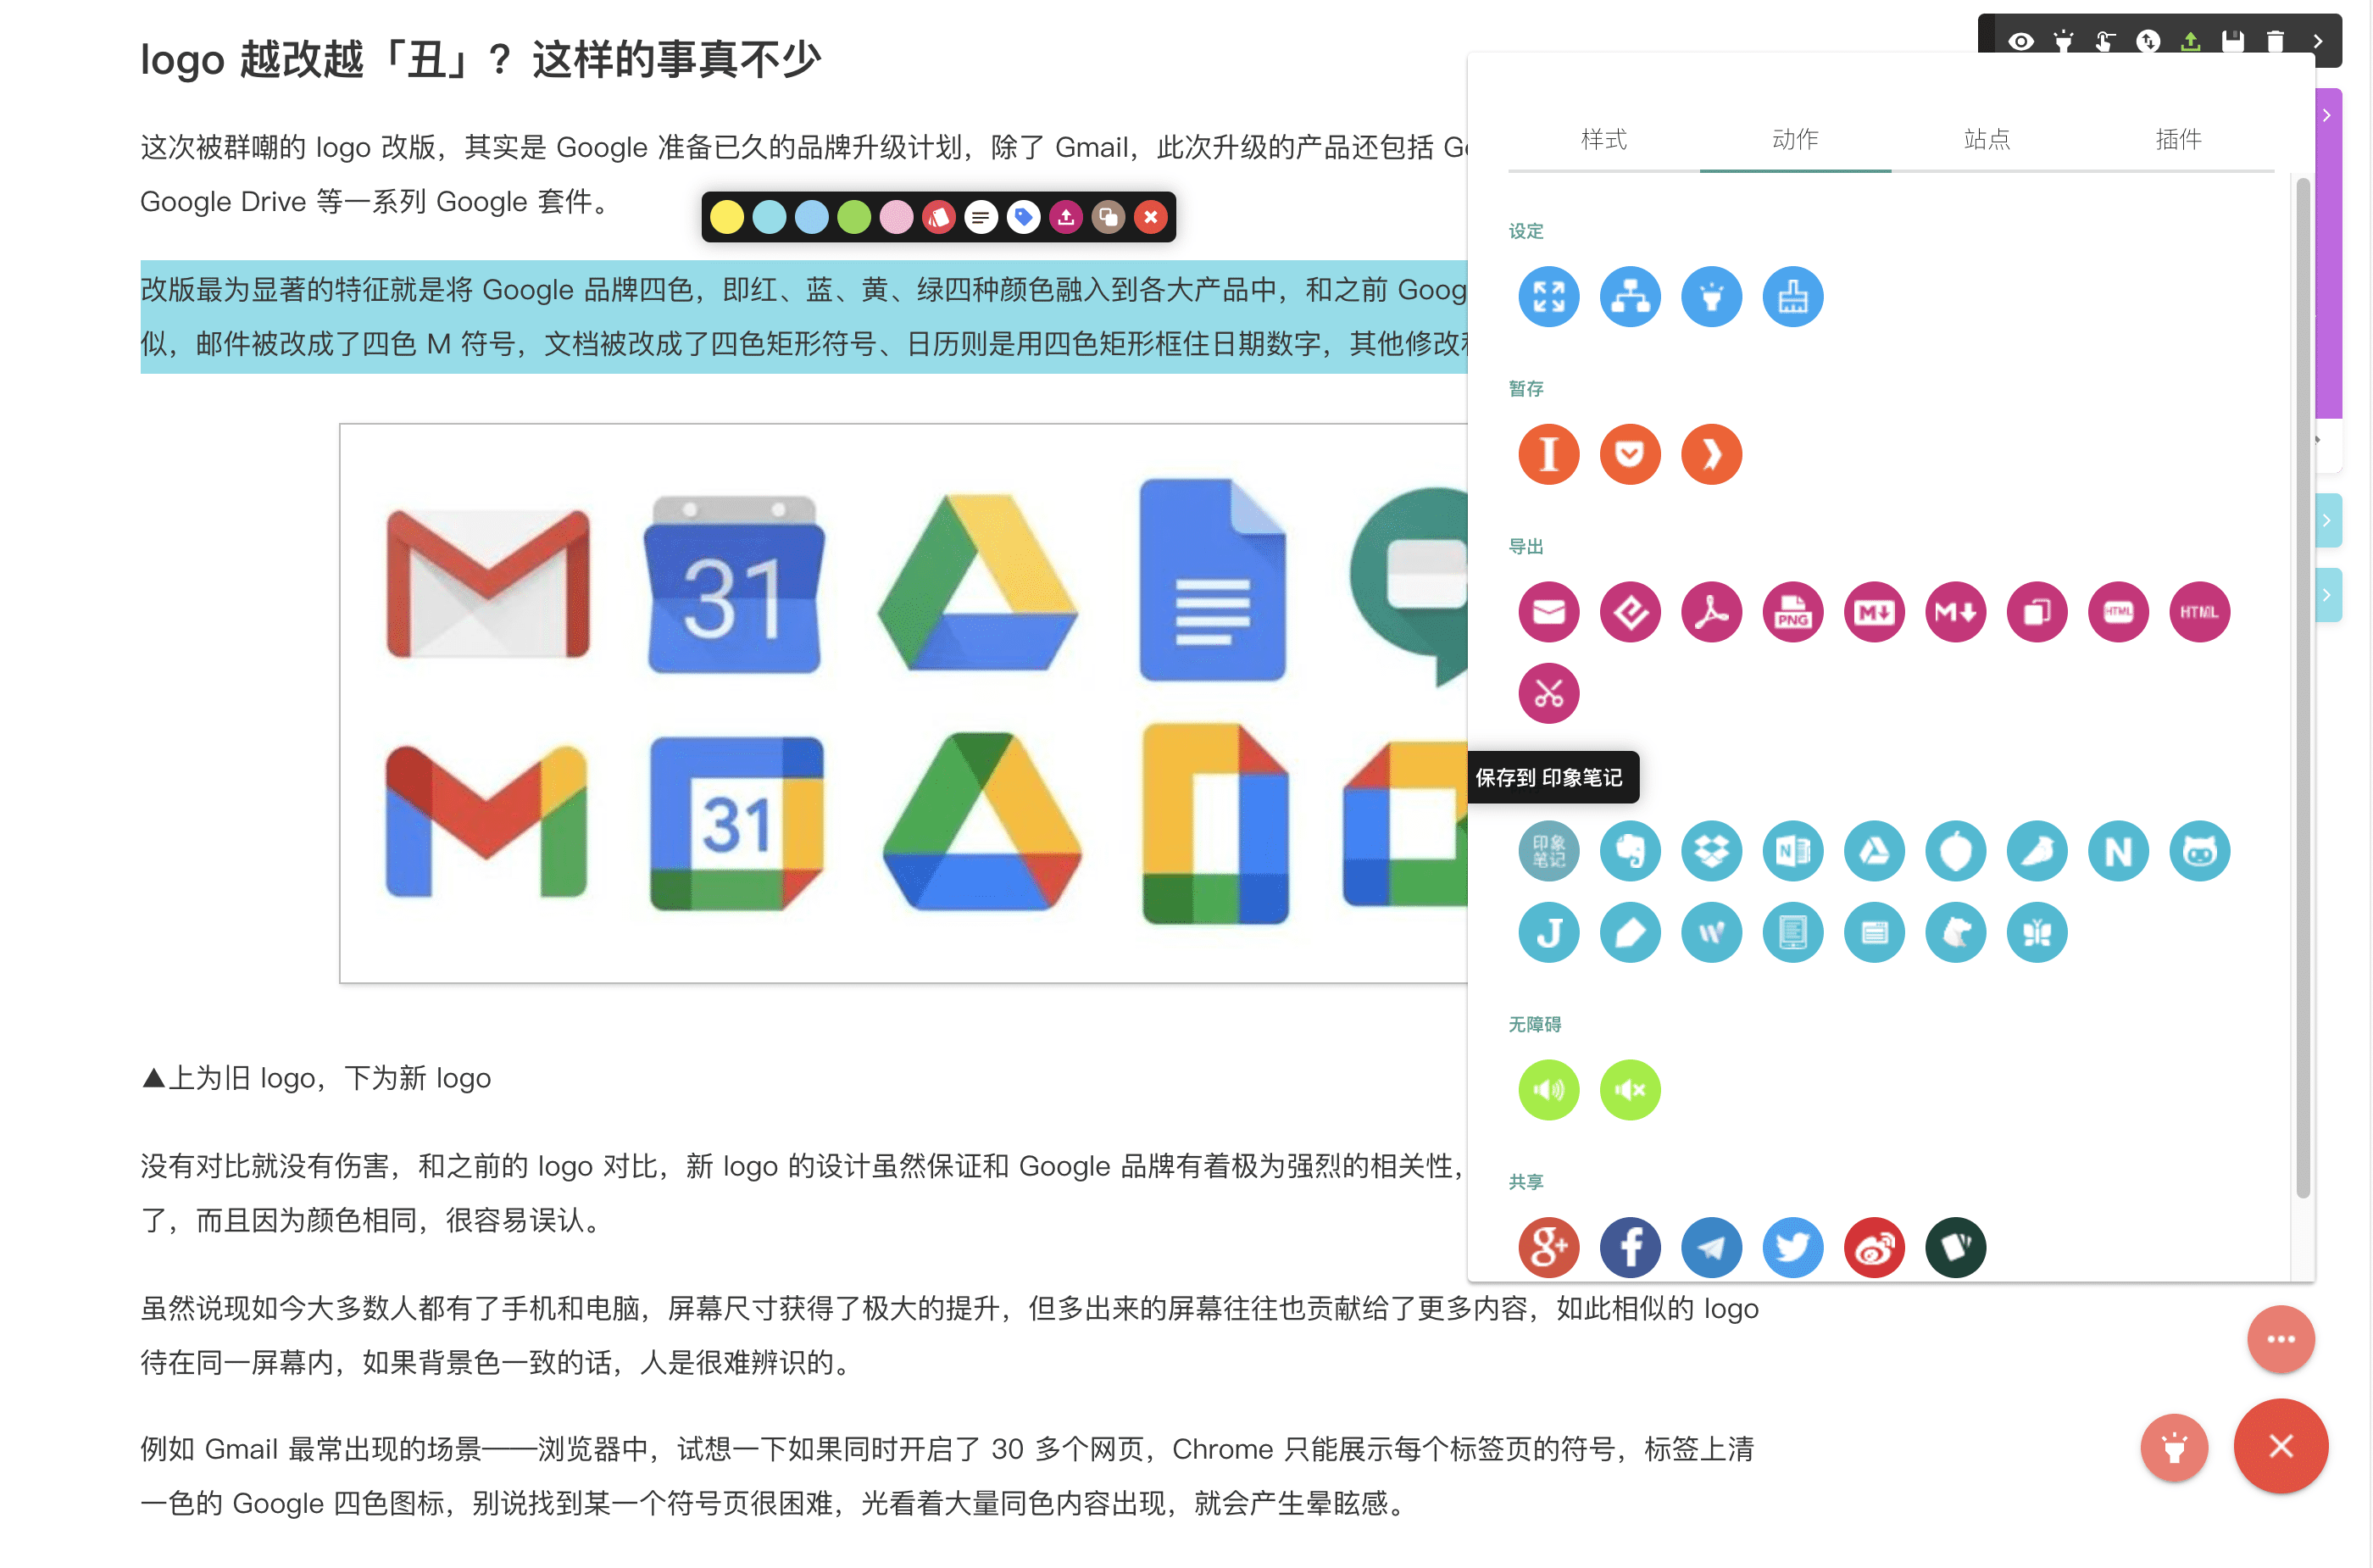 logo 越改越「丑」？这样的事真不少
这次被群嘲的 logo 改版，其实是 Google 准备已久的品牌升级计划，除了 Gmail，此次升级的产品还包括
Google Drive 等一系列 Google 套件。
改版最为显著的特征就是将 Google 品牌四色，即红、蓝、黄、绿四种颜色融入到各大产品中，和之前
似，邮件被改成了四色 M 符号，文档被改成了四色矩形符号、日历则是用四色矩形框住日期数字，其他修改
31
31
▲上为旧 logo，下为新 logo
没有对比就没有伤害，和之前的 logo 对比，新 logo 的设计虽然保证和 Google 品牌有着极为强烈的相关性，
了，而且因为颜色相同，很容易误认。
虽然说现如今大多数人都有了手机和电脑，屏幕尺寸获得了极大的提升，但多出来的屏幕往往也贡献给了更多内容，如此相似的 logo
待在同一屏幕内，如果背景色一致的话，人是很难辨识的。
例如 Gmail 最常出现的场景——浏览器中，试想一下如果同时开启了 30 多个网页，Chrome 只能展示每个标签页的符号，标签上清
一色的 Google 四色图标，别说找到某一个符号页很困难，光看着大量同色内容出现，就会产生晕眩感。
样式 动作 站点 插件
设定
暂存
导出
PNG M M HTML HTML
保存到 印象笔记
印象
笔记
N N
J
无障碍
共享
g+ f